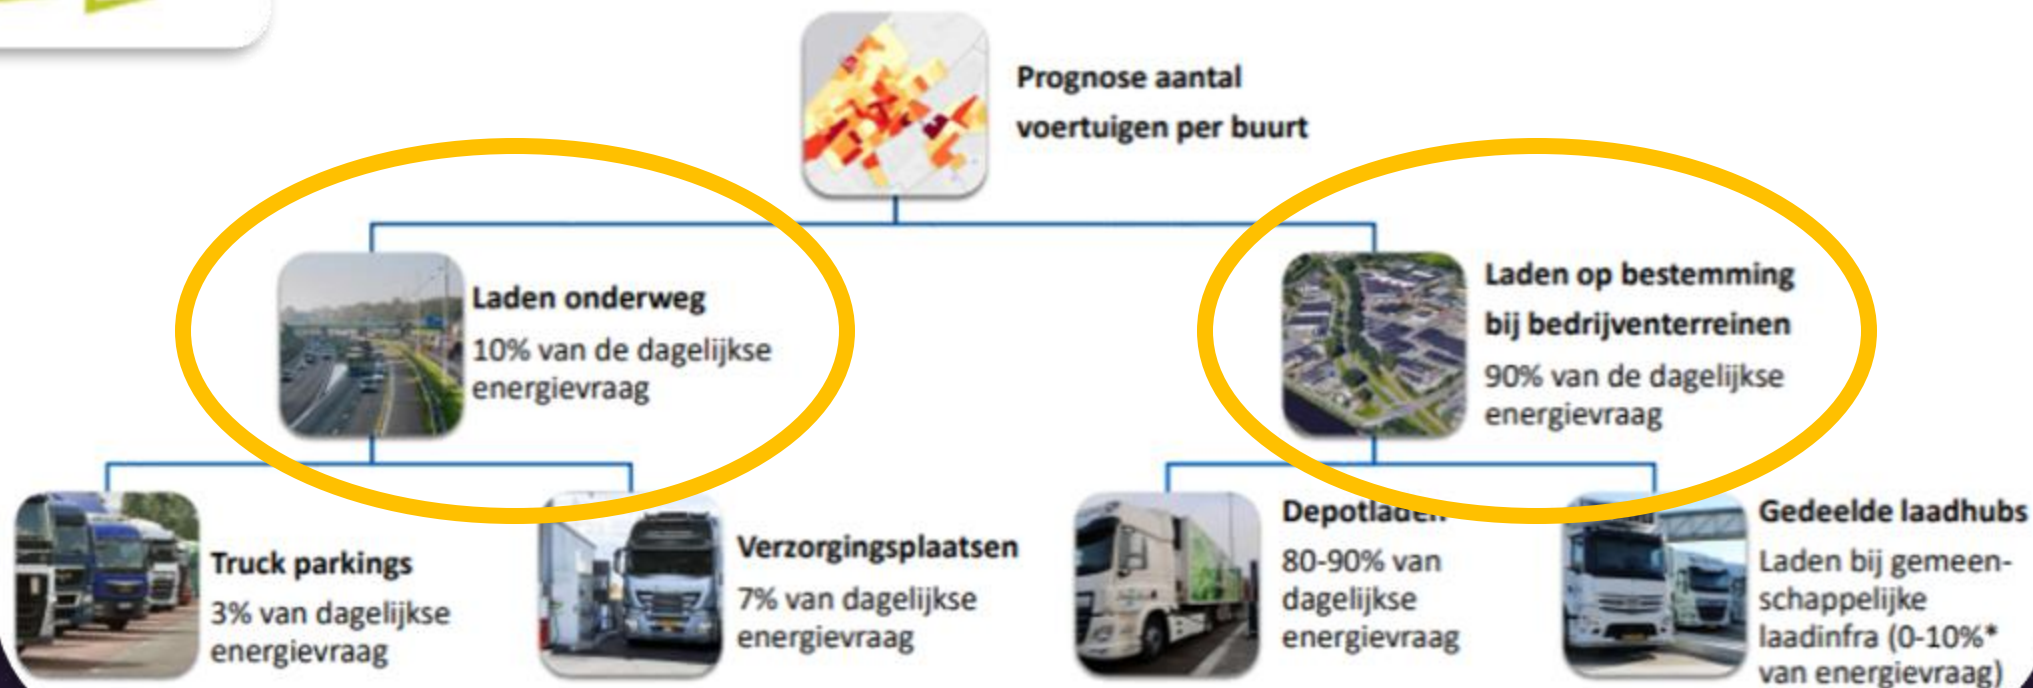 Prognose aantal
voertuigen per buurt
Laden onderweg
10% van de dagelijkse
energievraag
Laden op bestemming
bij bedrijventerreinen
90% van de dagelijkse
energievraag
Truck parkings
3% van dagelijkse
energievraag
Verzorgingsplaatsen
7% van dagelijkse
energievraag
Depotladen
80-90% van
dagelijkse
energievraag
Gedeelde laadhubs
Laden bij gemeen-
schappelijke
laadinfra (0-10%*
van energievraag)